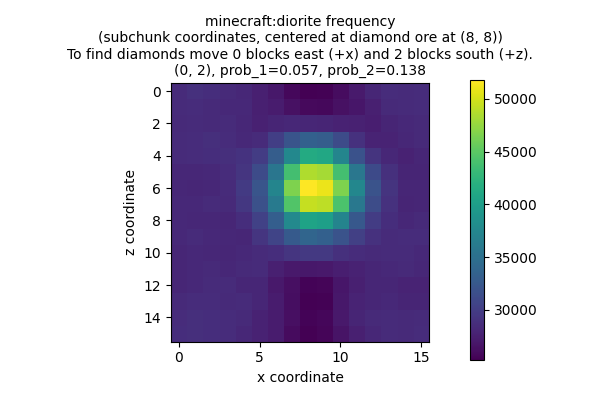 minecraft:diorite frequency
(subchunk coordinates, centered at diamond ore at (8, 8))
To find diamonds move 0 blocks east (+x) and 2 blocks south (+z).
(0, 2), prob_1=0.057, prob_2=0.138
0
2
4
6
8
10
12
14
z coordinate
0 5 10 15
x coordinate
50000
45000
40000
35000
30000